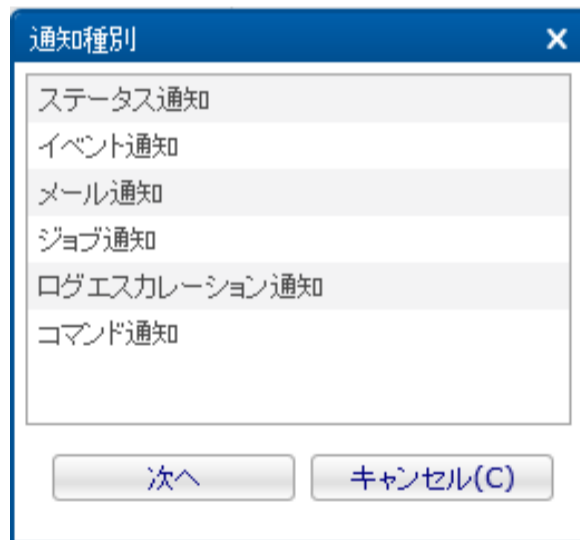 通知種別
ステータス通知
イベント通知
メール通知
ジョブ通知
ログエスカレーション通知
コマンド通知
次へ
キャンセル(C)